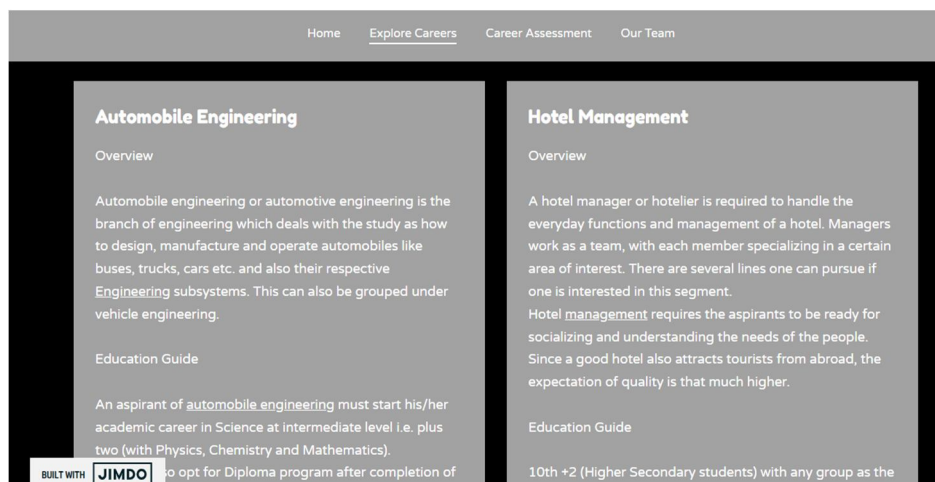 Home Explore Careers Career Assessment Our Team
Automobile Engineering
Overview
Automobile engineering or automotive engineering is the
branch of engineering which deals with the study as how
to design, manufacture and operate automobiles like
buses, trucks, cars etc. and also their respective
Engineering subsystems. This can also be grouped under
vehicle engineering.
Education Guide
An aspirant of automobile engineering must start his/her
academic career in Science at intermediate level i.e. plus
two (with Physics, Chemistry and Mathematics).
so opt for Diploma program after completion of
Hotel Management
Overview
A hotel manager or hotelier is required to handle the
everyday functions and management of a hotel. Managers
work as a team, with each member specializing in a certain
area of interest. There are several lines one can pursue if
one is interested in this segment.
Hotel management requires the aspirants to be ready for
socializing and understanding the needs of the people.
Since a good hotel also attracts tourists from abroad, the
expectation of quality is that much higher.
Education Guide
10th +2 (Higher Secondary students) with any group as the
BUILT WITH JIMDO